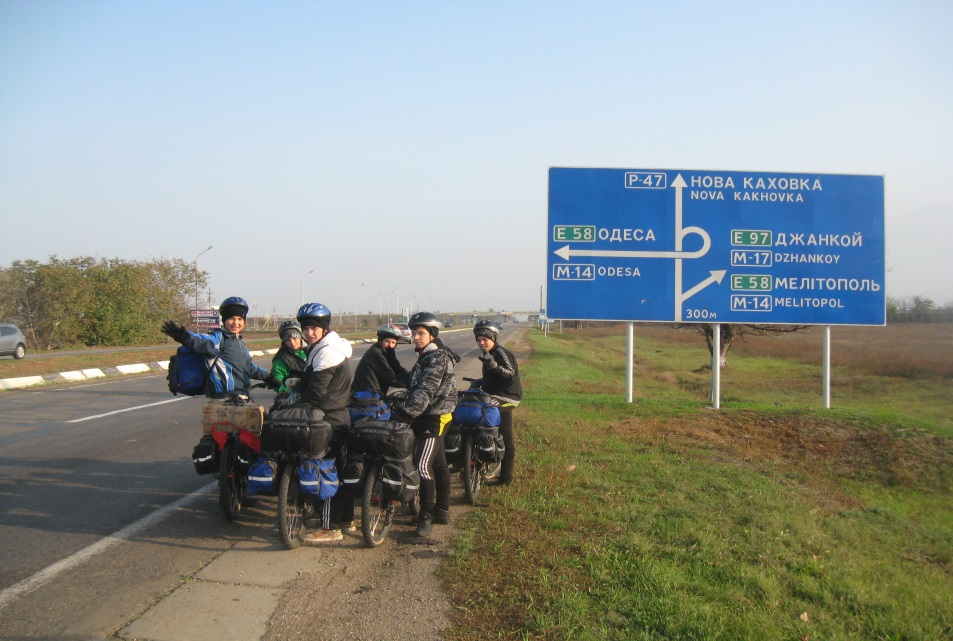 Р-47
НОВА КАХОВКА
NOVA KAKHOVKA
E 58 ОДЕСА
M-14 ODESA
E 97 ДЖАНКОЙ
M-17 DZHANKOY
E 58 МЕЛІТОПОЛЬ
M-14 MELITOPOL
300м